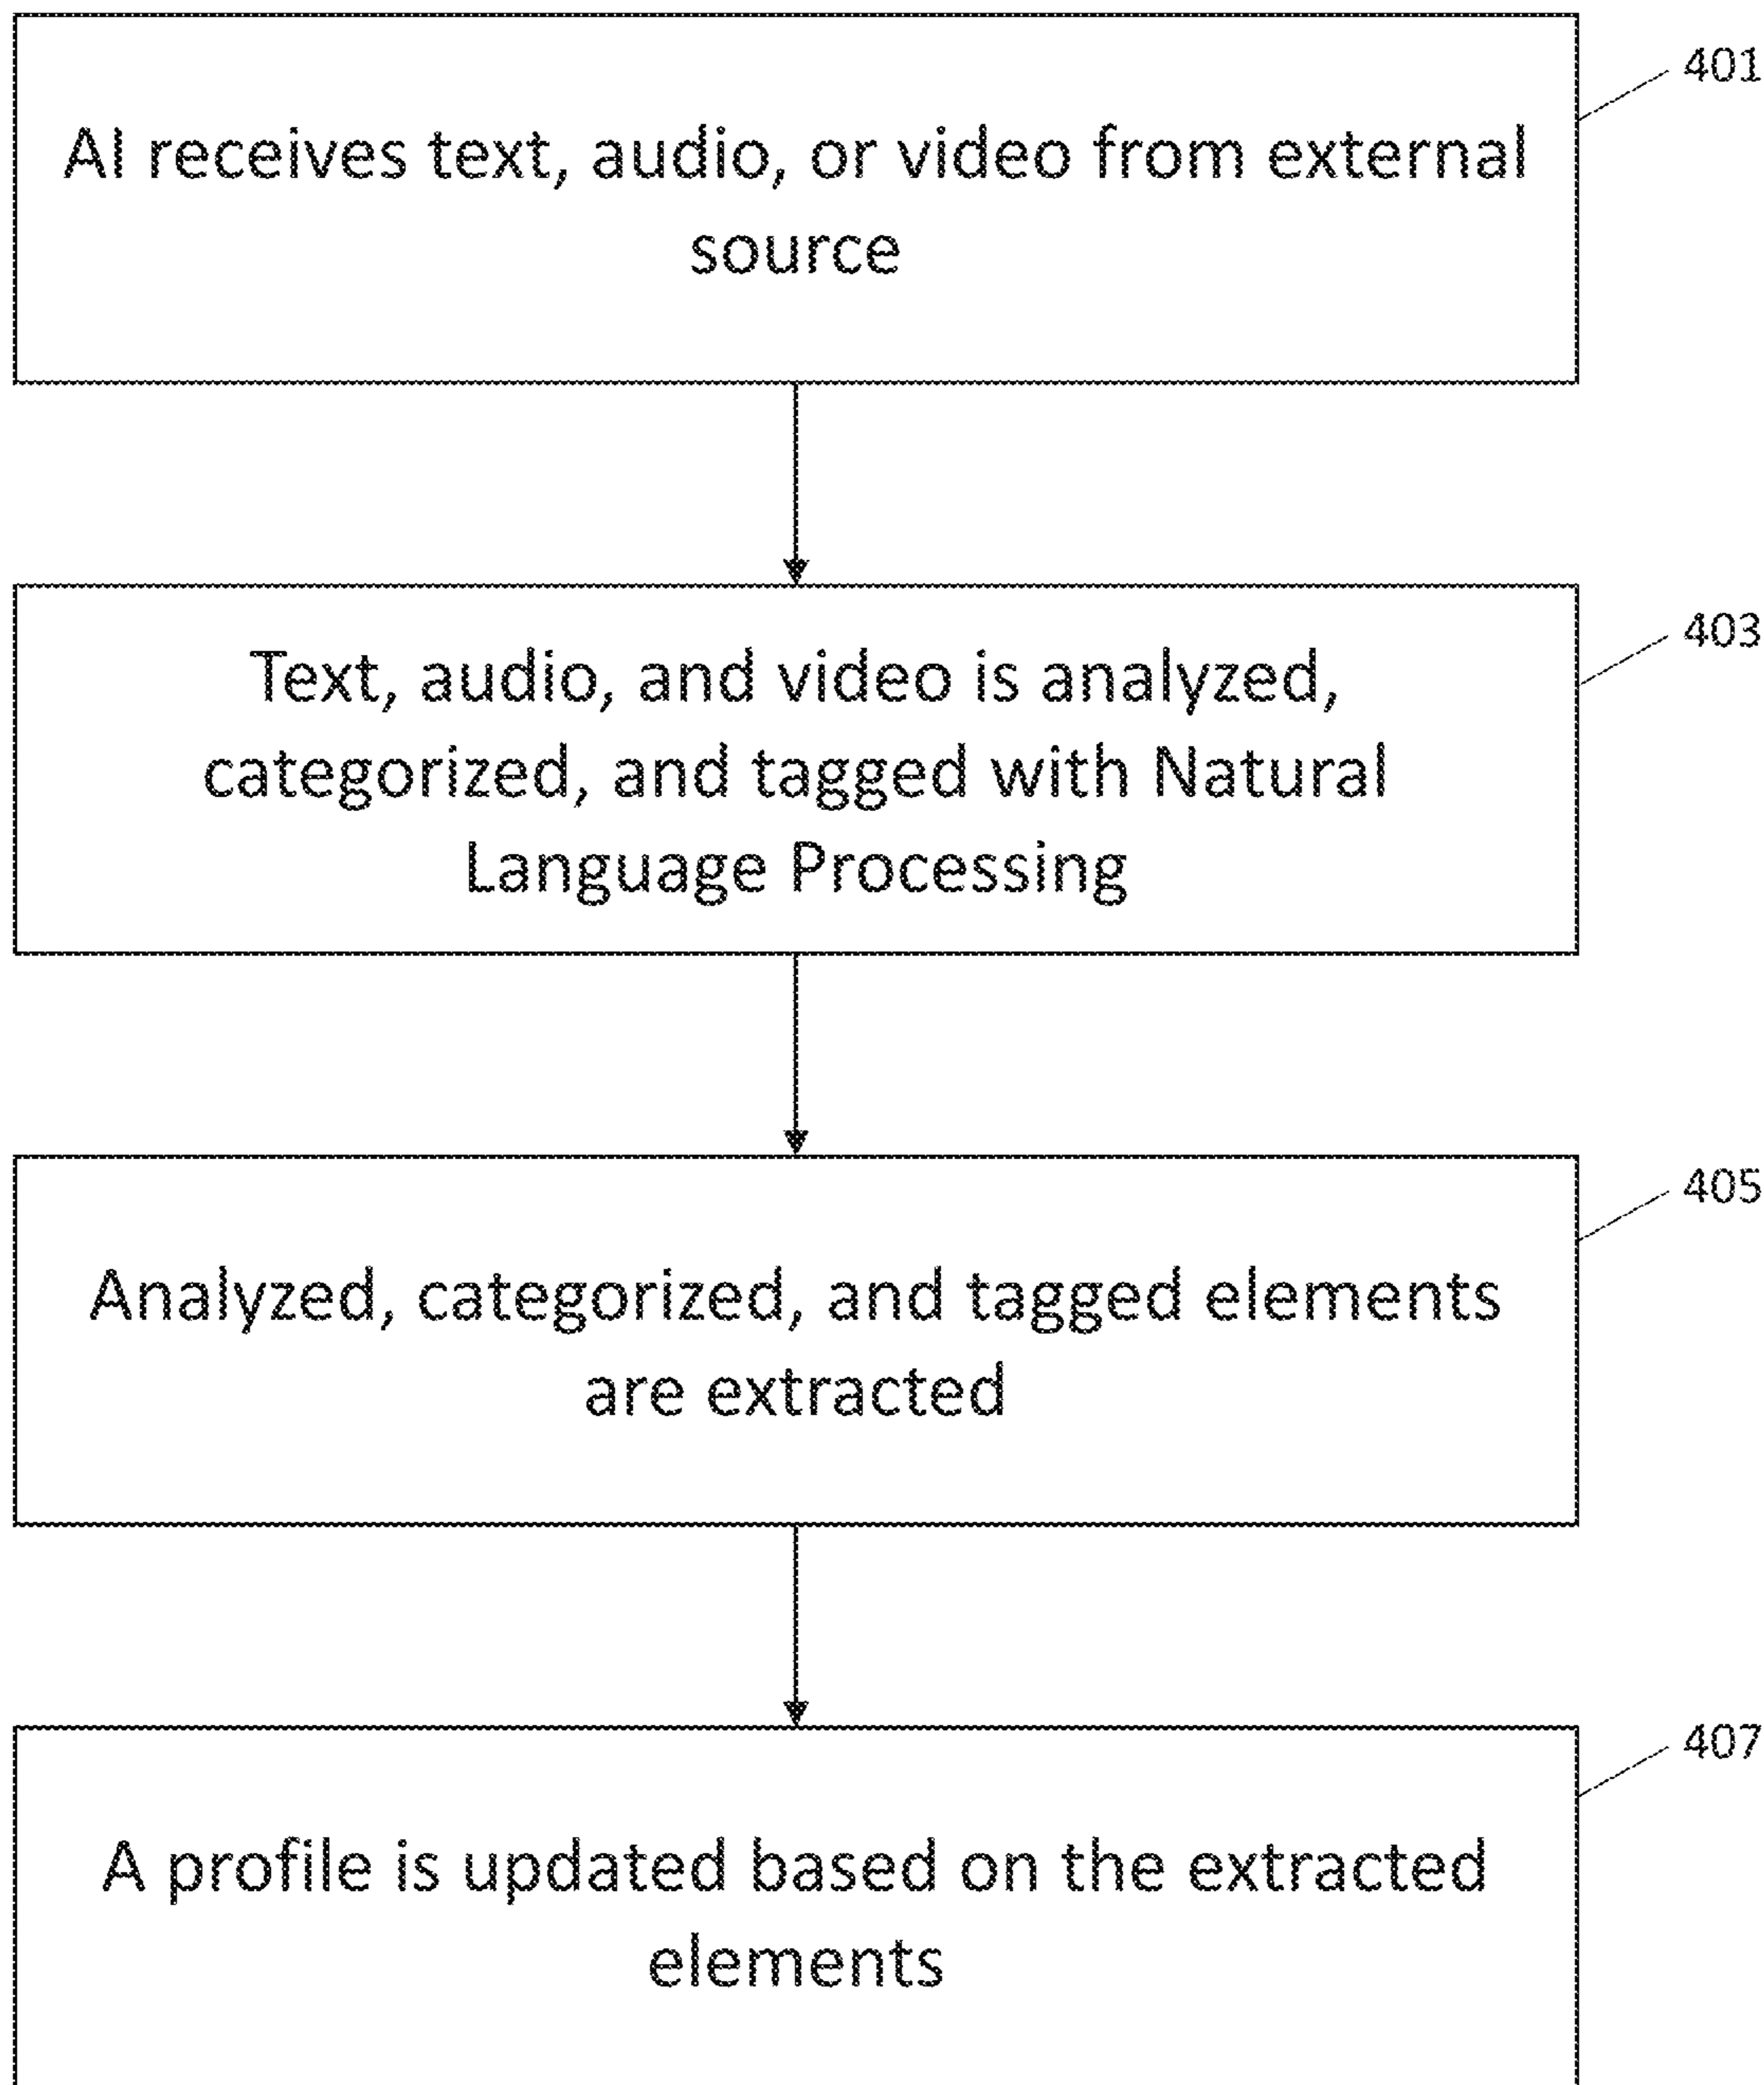 401
AI receives text, audio, or video from external
source
403
Text, audio, and video is analyzed,
categorized, and tagged with Natural
Language Processing
405
Analyzed, categorized, and tagged elements
are extracted
407
A profile is updated based on the extracted
elements